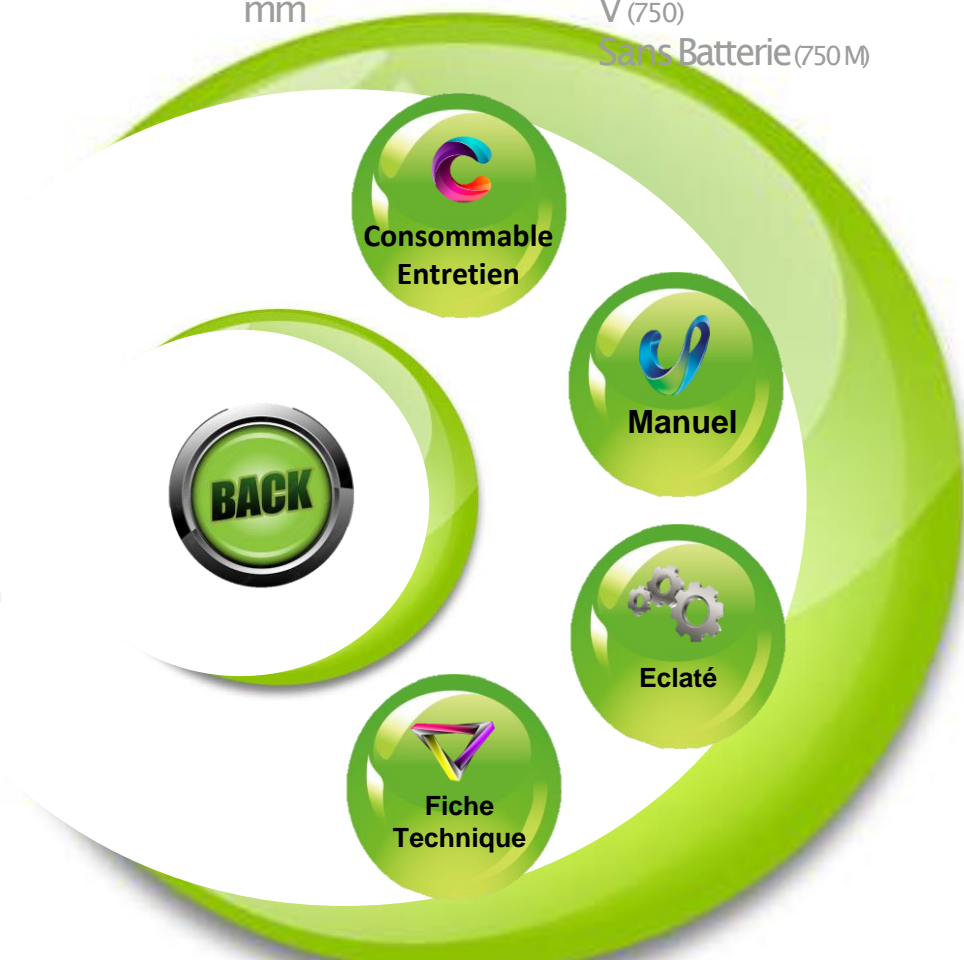 mm
V (750)
Sans Batterie (750 M)
Consommable
Entretien
Manuel
BACK
Eclaté
Fiche
Technique